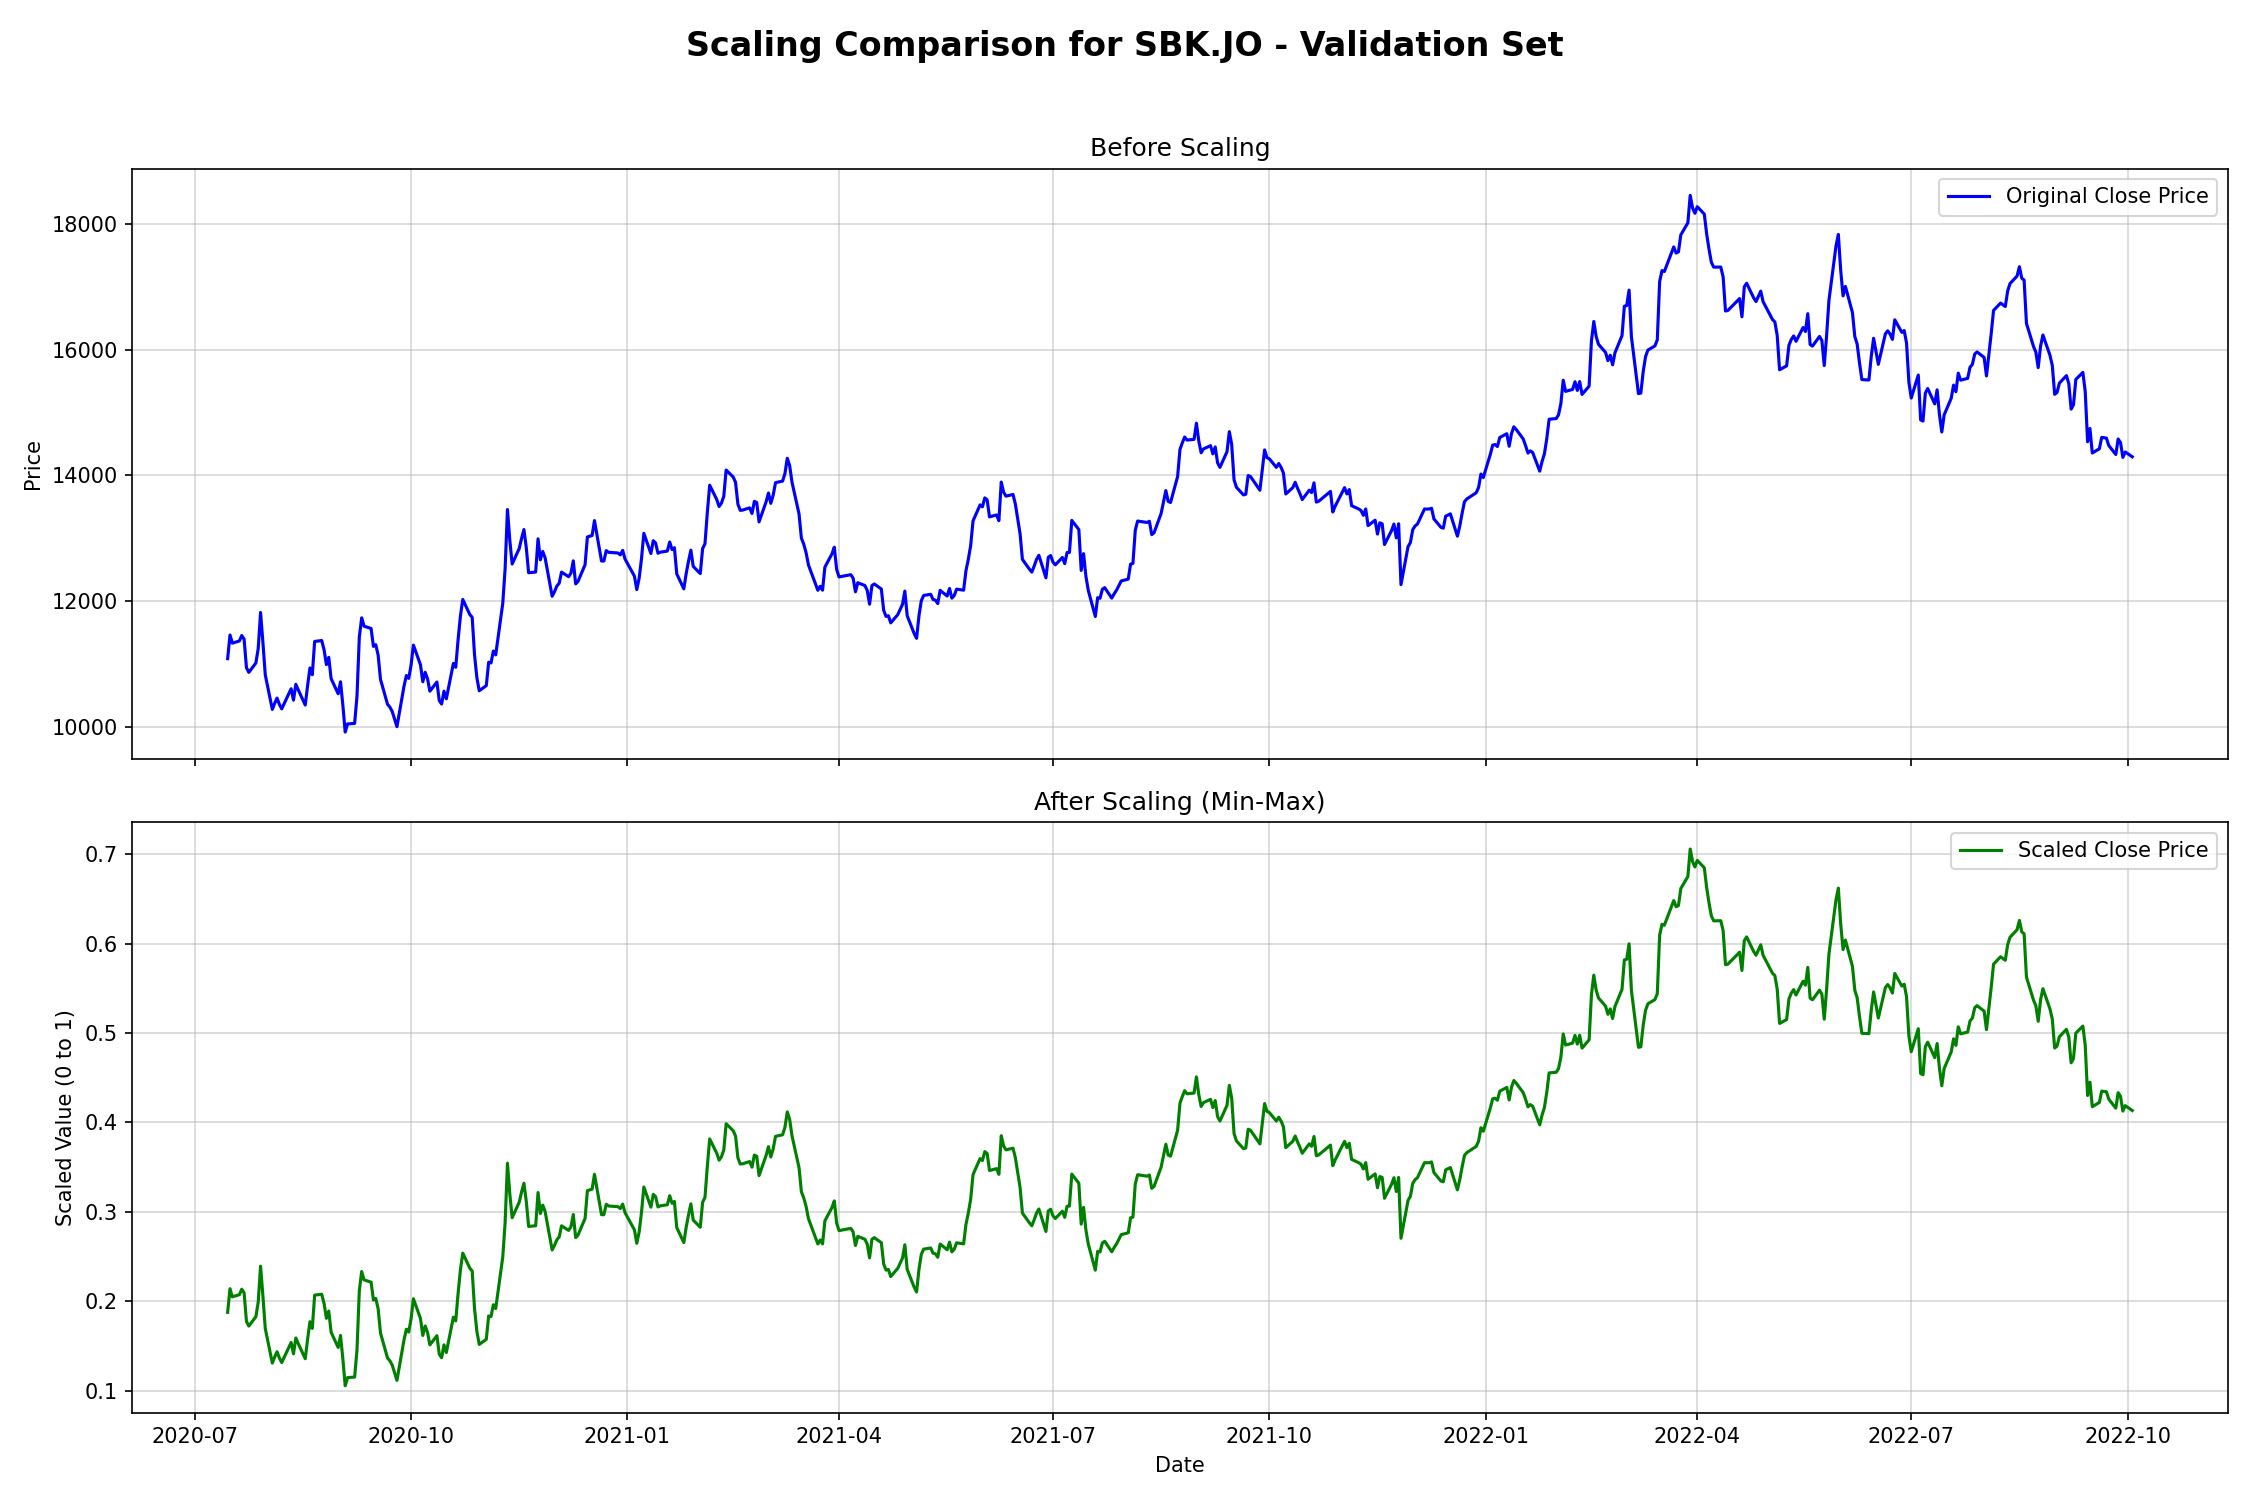 Scaling Comparison for SBK.JO - Validation Set
Before Scaling
Original Close Price
Price
18000
16000
14000
12000
10000
After Scaling (Min-Max)
Scaled Close Price
Scaled Value (0 to 1)
0.7
0.6
0.5
0.4
0.3
0.2
0.1
2020-07 2020-10 2021-01 2021-04 2021-07 2021-10 2022-01 2022-04 2022-07 2022-10
Date